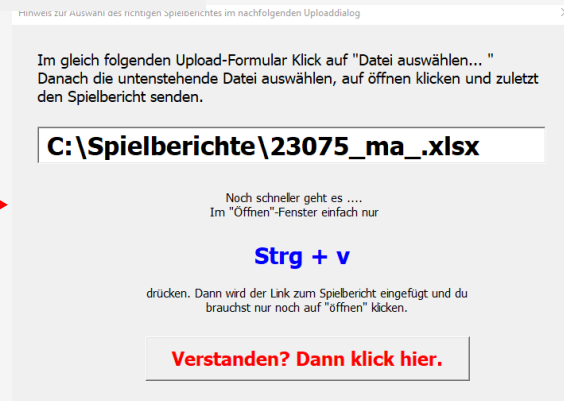 Hinweis zur Auswahl des richtigen Spielberichtes im nachfolgenden Uploaddialog
Im gleich folgenden Upload-Formular Klick auf "Datei auswählen... "
Danach die untenstehende Datei auswählen, auf öffnen klicken und zuletzt
den Spielbericht senden.
C:\Spielberichte\23075_ma_.xlsx
Noch schneller geht es ....
Im "Öffnen"-Fenster einfach nur
Strg + v
drücken. Dann wird der Link zum Spielbericht eingefügt und du
brauchst nur noch auf "öffnen" klicken.
Verstanden? Dann klick hier.